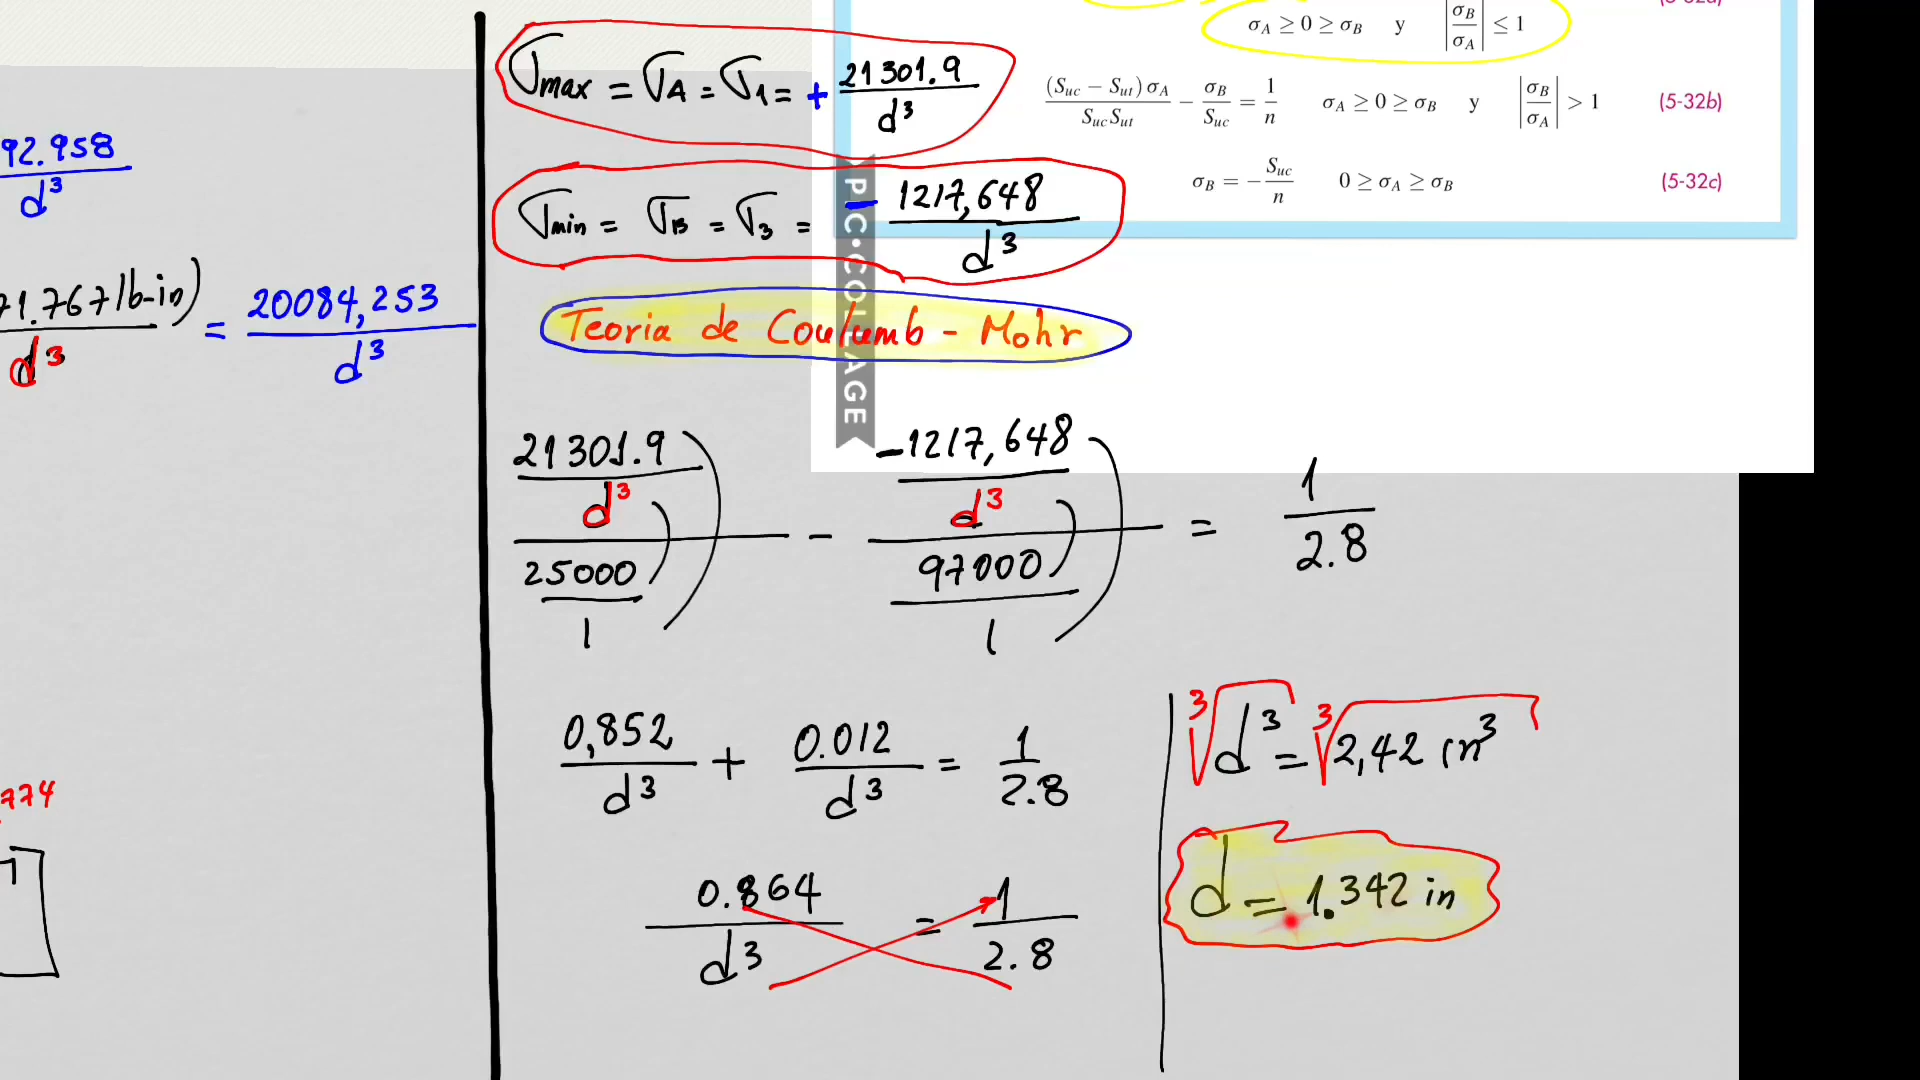 σA ≥ 0 ≥ σB y |σB/σA| ≤ 1
(Suc − Sut) σA / Suc Sut − σB/Suc = 1/n σA ≥ 0 ≥ σB y |σB/σA| > 1 (5-32b)
σB = − Suc/n 0 ≥ σA ≥ σB (5-32c)
PIC•COLLAGE
92.958/d³
71.767 lb-in) / d³ = 20084,253/d³
774
σmax = σA = σ1 = + 21301.9/d³
σmin = σB = σ3 = − 1217,648/d³
Teoria de Coulumb - Mohr
(21301.9/d³) / (25000/1) − (−1217,648/d³) / (97000/1) = 1/2.8
0,852/d³ + 0.012/d³ = 1/2.8
0.864/d³ = 1/2.8
³√d³ = ³√2,42 in³
d = 1.342 in